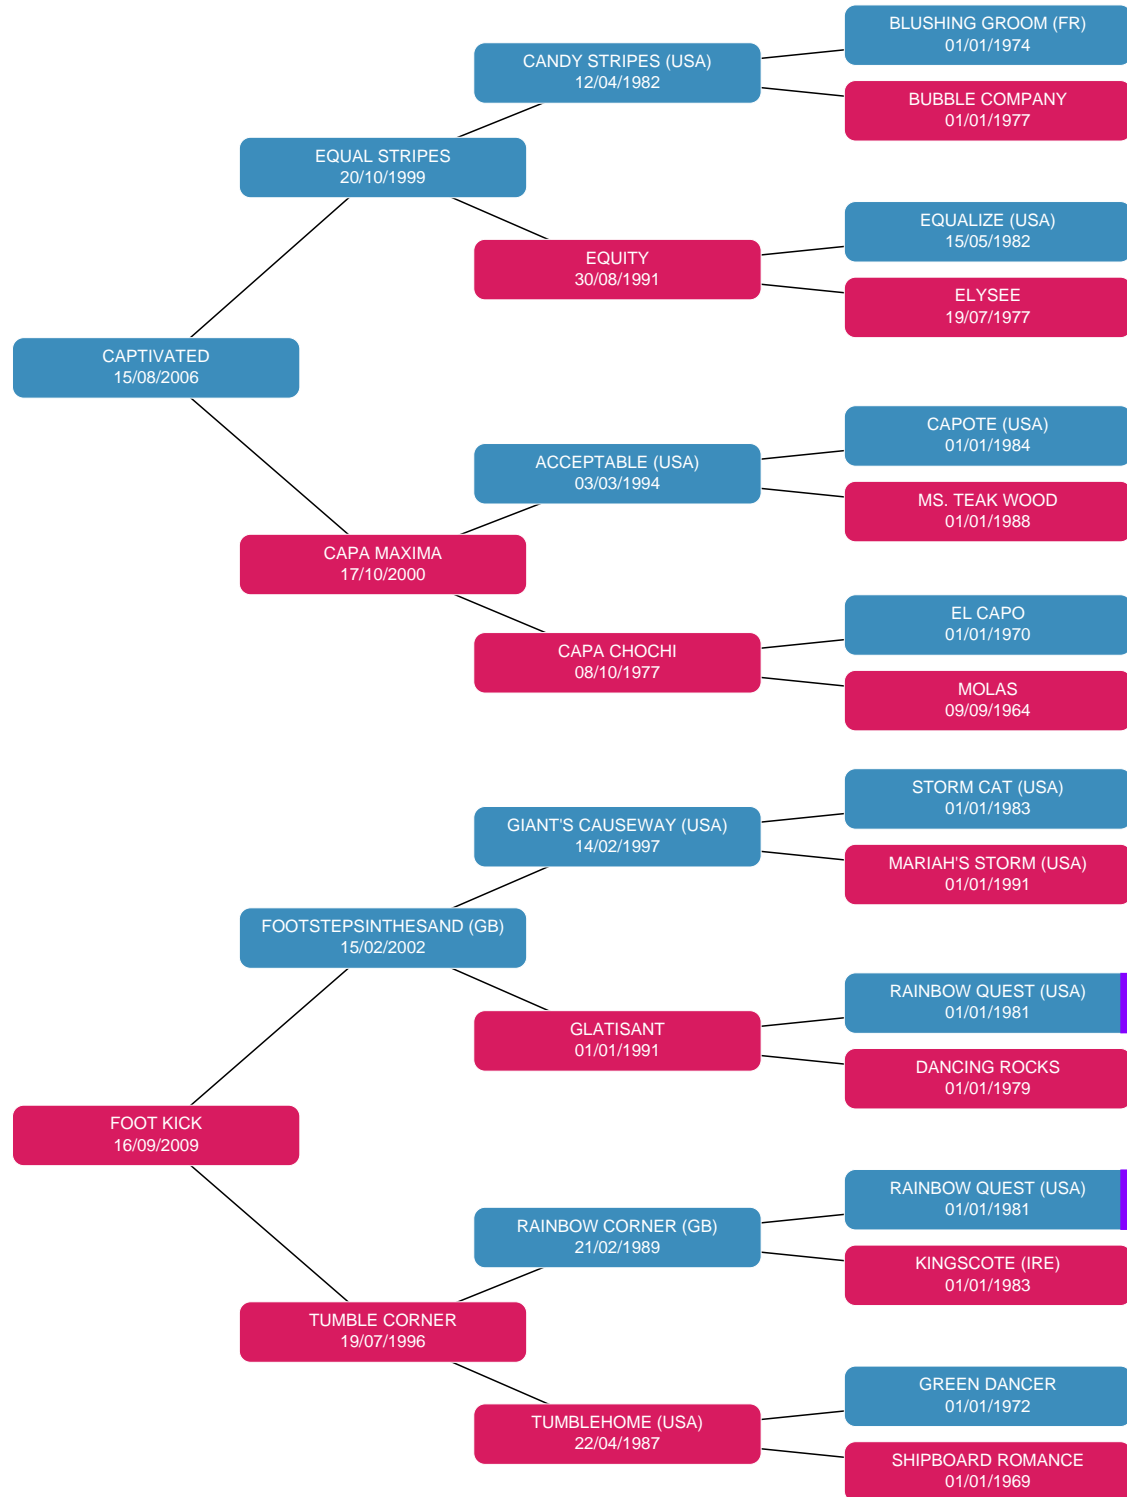 BLUSHING GROOM (FR)
01/01/1974
CANDY STRIPES (USA)
12/04/1982
BUBBLE COMPANY
01/01/1977
EQUAL STRIPES
20/10/1999
EQUALIZE (USA)
15/05/1982
EQUITY
30/08/1991
ELYSEE
19/07/1977
CAPTIVATED
15/08/2006
CAPOTE (USA)
01/01/1984
ACCEPTABLE (USA)
03/03/1994
MS. TEAK WOOD
01/01/1988
CAPA MAXIMA
17/10/2000
EL CAPO
01/01/1970
CAPA CHOCHI
08/10/1977
MOLAS
09/09/1964
STORM CAT (USA)
01/01/1983
GIANT'S CAUSEWAY (USA)
14/02/1997
MARIAH'S STORM (USA)
01/01/1991
FOOTSTEPSINTHESAND (GB)
15/02/2002
RAINBOW QUEST (USA)
01/01/1981
GLATISANT
01/01/1991
DANCING ROCKS
01/01/1979
FOOT KICK
16/09/2009
RAINBOW QUEST (USA)
01/01/1981
RAINBOW CORNER (GB)
21/02/1989
KINGSCOTE (IRE)
01/01/1983
TUMBLE CORNER
19/07/1996
GREEN DANCER
01/01/1972
TUMBLEHOME (USA)
22/04/1987
SHIPBOARD ROMANCE
01/01/1969